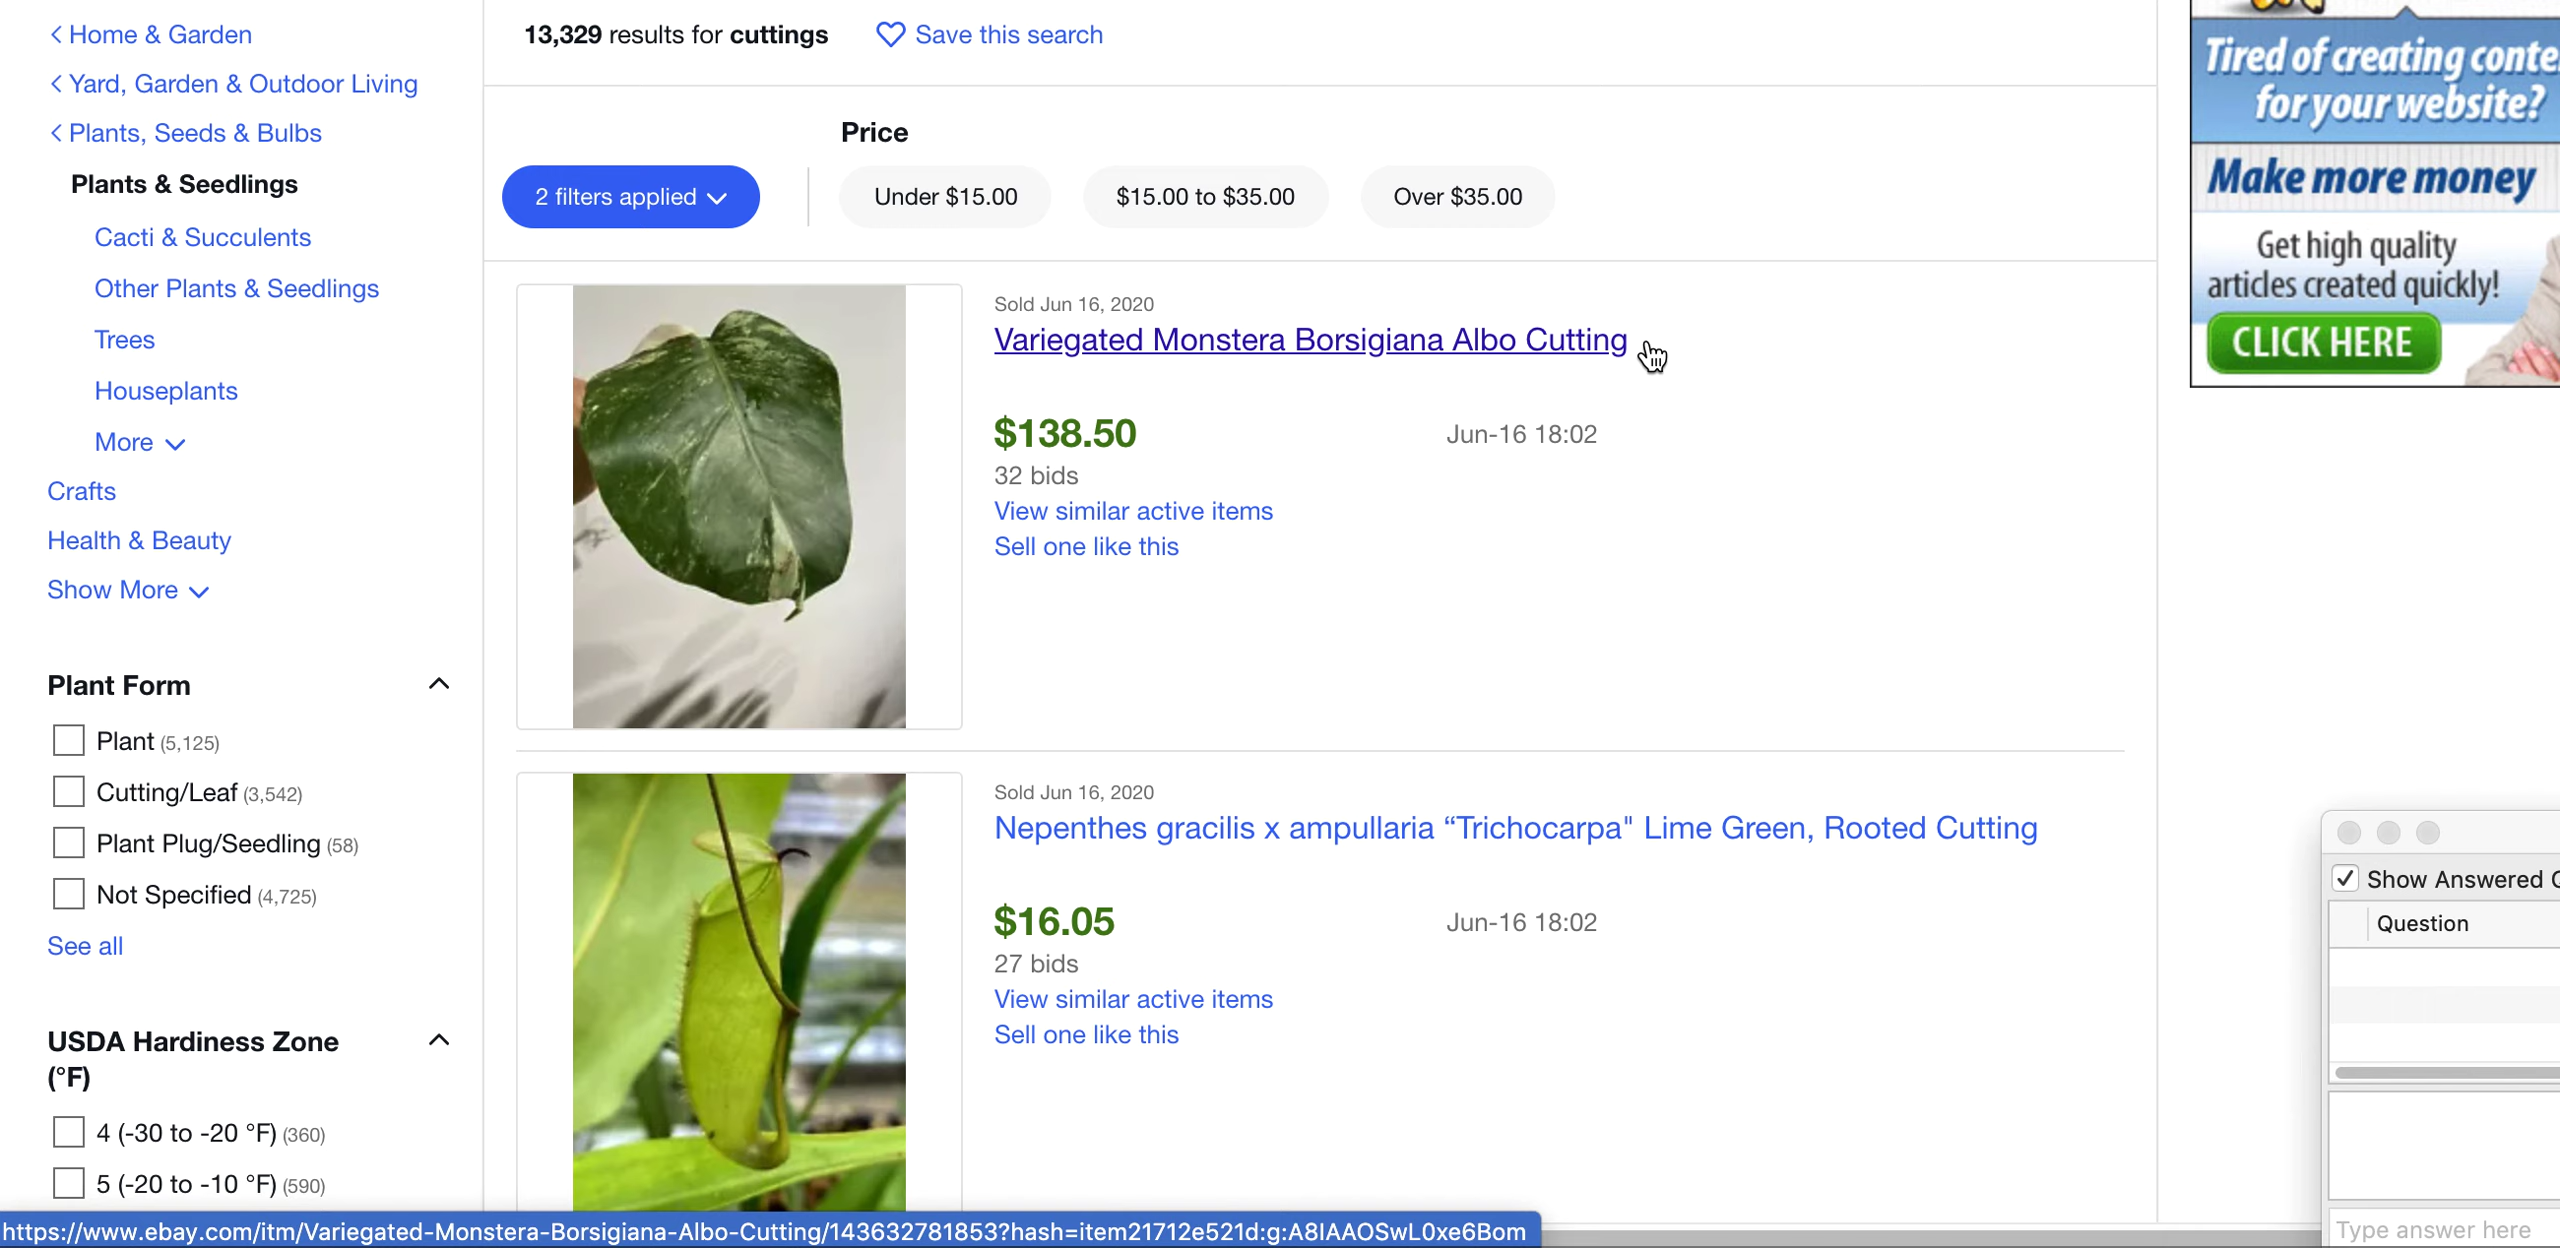 Home & Garden
Yard, Garden & Outdoor Living
Plants, Seeds & Bulbs
Plants & Seedlings
Cacti & Succulents
Other Plants & Seedlings
Trees
Houseplants
More
Crafts
Health & Beauty
Show More
Plant Form
Plant (5,125)
Cutting/Leaf (3,542)
Plant Plug/Seedling (58)
Not Specified (4,725)
See all
USDA Hardiness Zone
(°F)
4 (-30 to -20 °F) (360)
5 (-20 to -10 °F) (590)
13,329 results for cuttings
Save this search
Price
2 filters applied
Under $15.00
$15.00 to $35.00
Over $35.00
Sold Jun 16, 2020
Variegated Monstera Borsigiana Albo Cutting
$138.50
Jun-16 18:02
32 bids
View similar active items
Sell one like this
Sold Jun 16, 2020
Nepenthes gracilis x ampullaria “Trichocarpa" Lime Green, Rooted Cutting
$16.05
Jun-16 18:02
27 bids
View similar active items
Sell one like this
Tired of creating conte
for your website?
Make more money
Get high quality
articles created quickly!
CLICK HERE
Show Answered
Question
Type answer here
https://www.ebay.com/itm/Variegated-Monstera-Borsigiana-Albo-Cutting/143632781853?hash=item21712e521d:g:A8IAAOSwL0xe6Bom